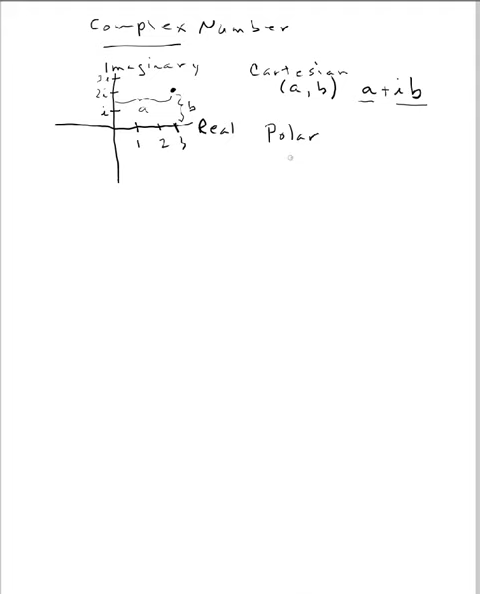 Complex Number
Imaginary
Cartesian
3i
2i
(a, b)
a + ib
i
a
b
Real
Polar
1 2 3